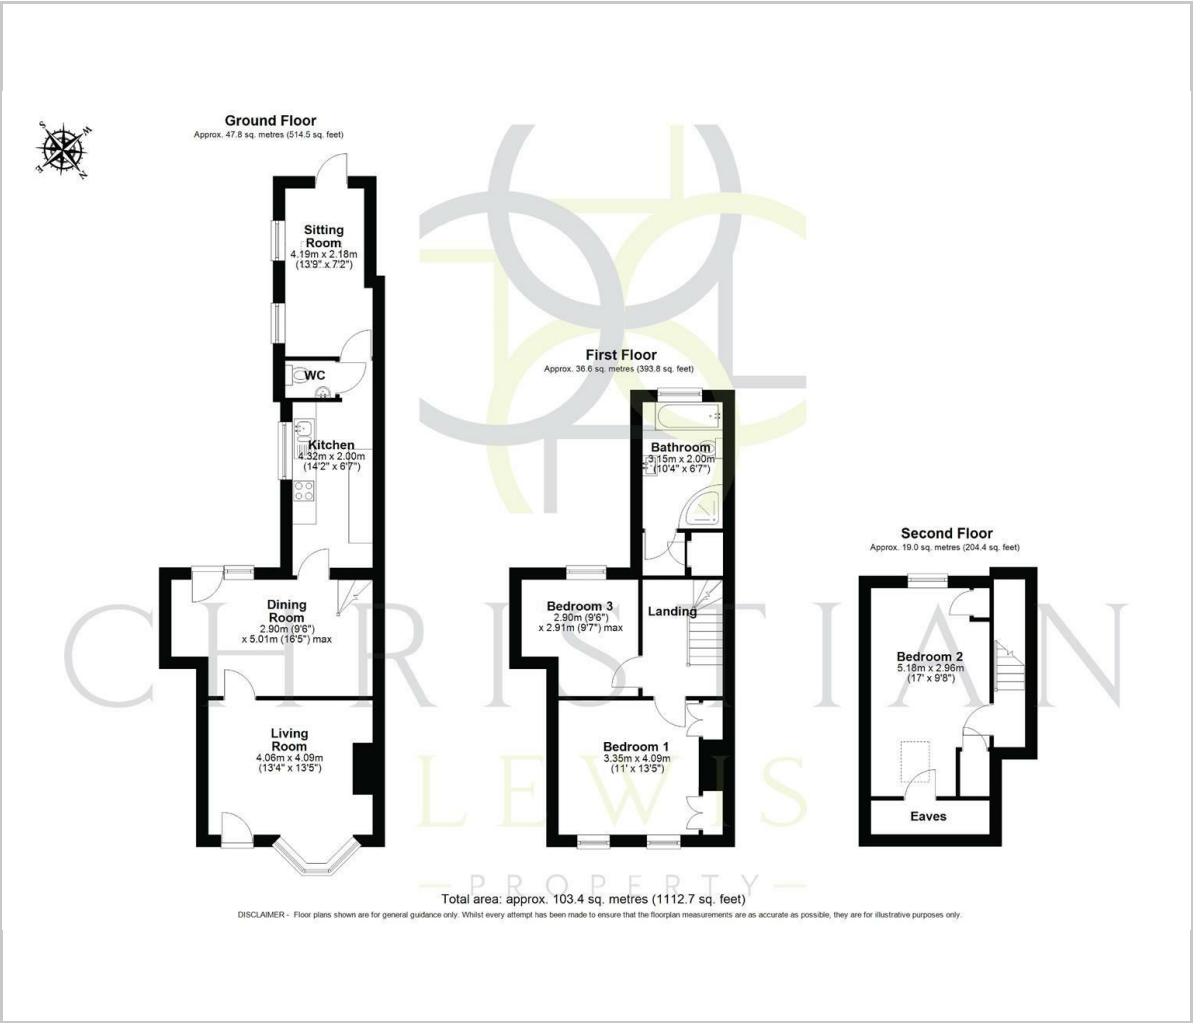 Ground Floor
Approx. 47.8 sq. metres (514.5 sq. feet)
S
W
E
N
Sitting
Room
4.19m x 2.18m
(13'9" x 7'2")
WC
Kitchen
4.32m x 2.00m
(14'2" x 6'7")
Dining
Room
2.90m (9'6")
x 5.01m (16'5") max
Living
Room
4.06m x 4.09m
(13'4" x 13'5")
First Floor
Approx. 36.6 sq. metres (393.8 sq. feet)
Bathroom
3.15m x 2.00m
(10'4" x 6'7")
Bedroom 3
2.90m (9'6")
x 2.91m (9'7") max
Landing
Bedroom 1
3.35m x 4.09m
(11' x 13'5")
Second Floor
Approx. 19.0 sq. metres (204.4 sq. feet)
Bedroom 2
5.18m x 2.96m
(17' x 9'8")
Eaves
CHRISTIAN
LEWIS
PROPERTY
Total area: approx. 103.4 sq. metres (1112.7 sq. feet)
DISCLAIMER - Floor plans shown are for general guidance only. Whilst every attempt has been made to ensure that the floorplan measurements are as accurate as possible, they are for illustrative purposes only.